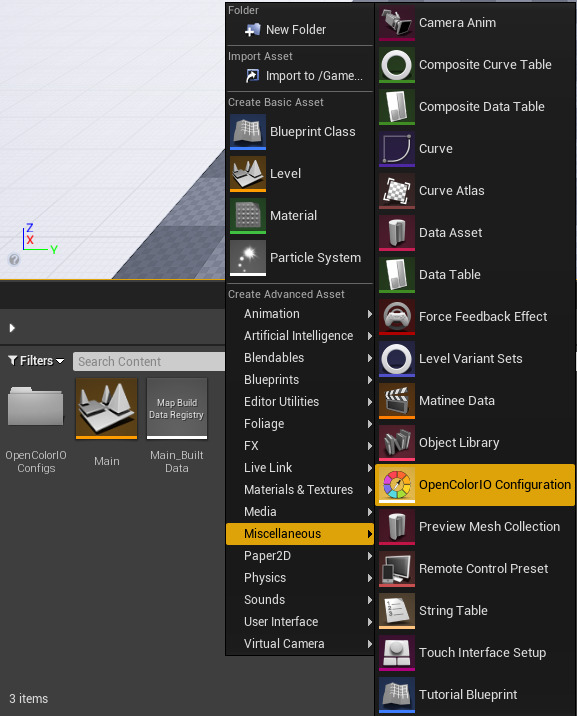 Folder
New Folder
Import Asset
Import to /Game...
Create Basic Asset
Blueprint Class
Level
Material
Particle System
Create Advanced Asset
Animation
Artificial Intelligence
Blendables
Blueprints
Editor Utilities
Foliage
FX
Live Link
Materials & Textures
Media
Miscellaneous
Paper2D
Physics
Sounds
User Interface
Virtual Camera
Camera Anim
Composite Curve Table
Composite Data Table
Curve
Curve Atlas
Data Asset
Data Table
Force Feedback Effect
Level Variant Sets
Matinee Data
Object Library
OpenColorIO Configuration
Preview Mesh Collection
Remote Control Preset
String Table
Touch Interface Setup
Tutorial Blueprint
Z
X
Y
?
Filters
Search Content
OpenColorIO
Configs
Main
Map Build
Data Registry
Main_Built
Data
3 items